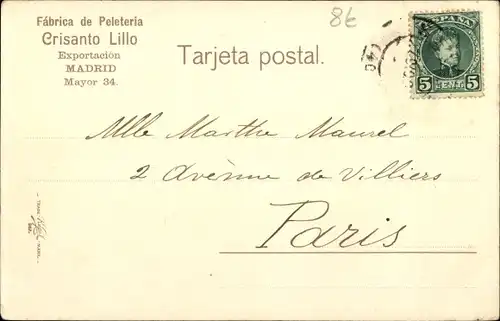 Fábrica de Peletería
Crisanto Lillo
Exportación
MADRID
Mayor 34.
Tarjeta postal.
8€
ESPAÑA
5 CENT. 5
Mlle Marthe Maurel
2 Avenue de Villiers
Paris